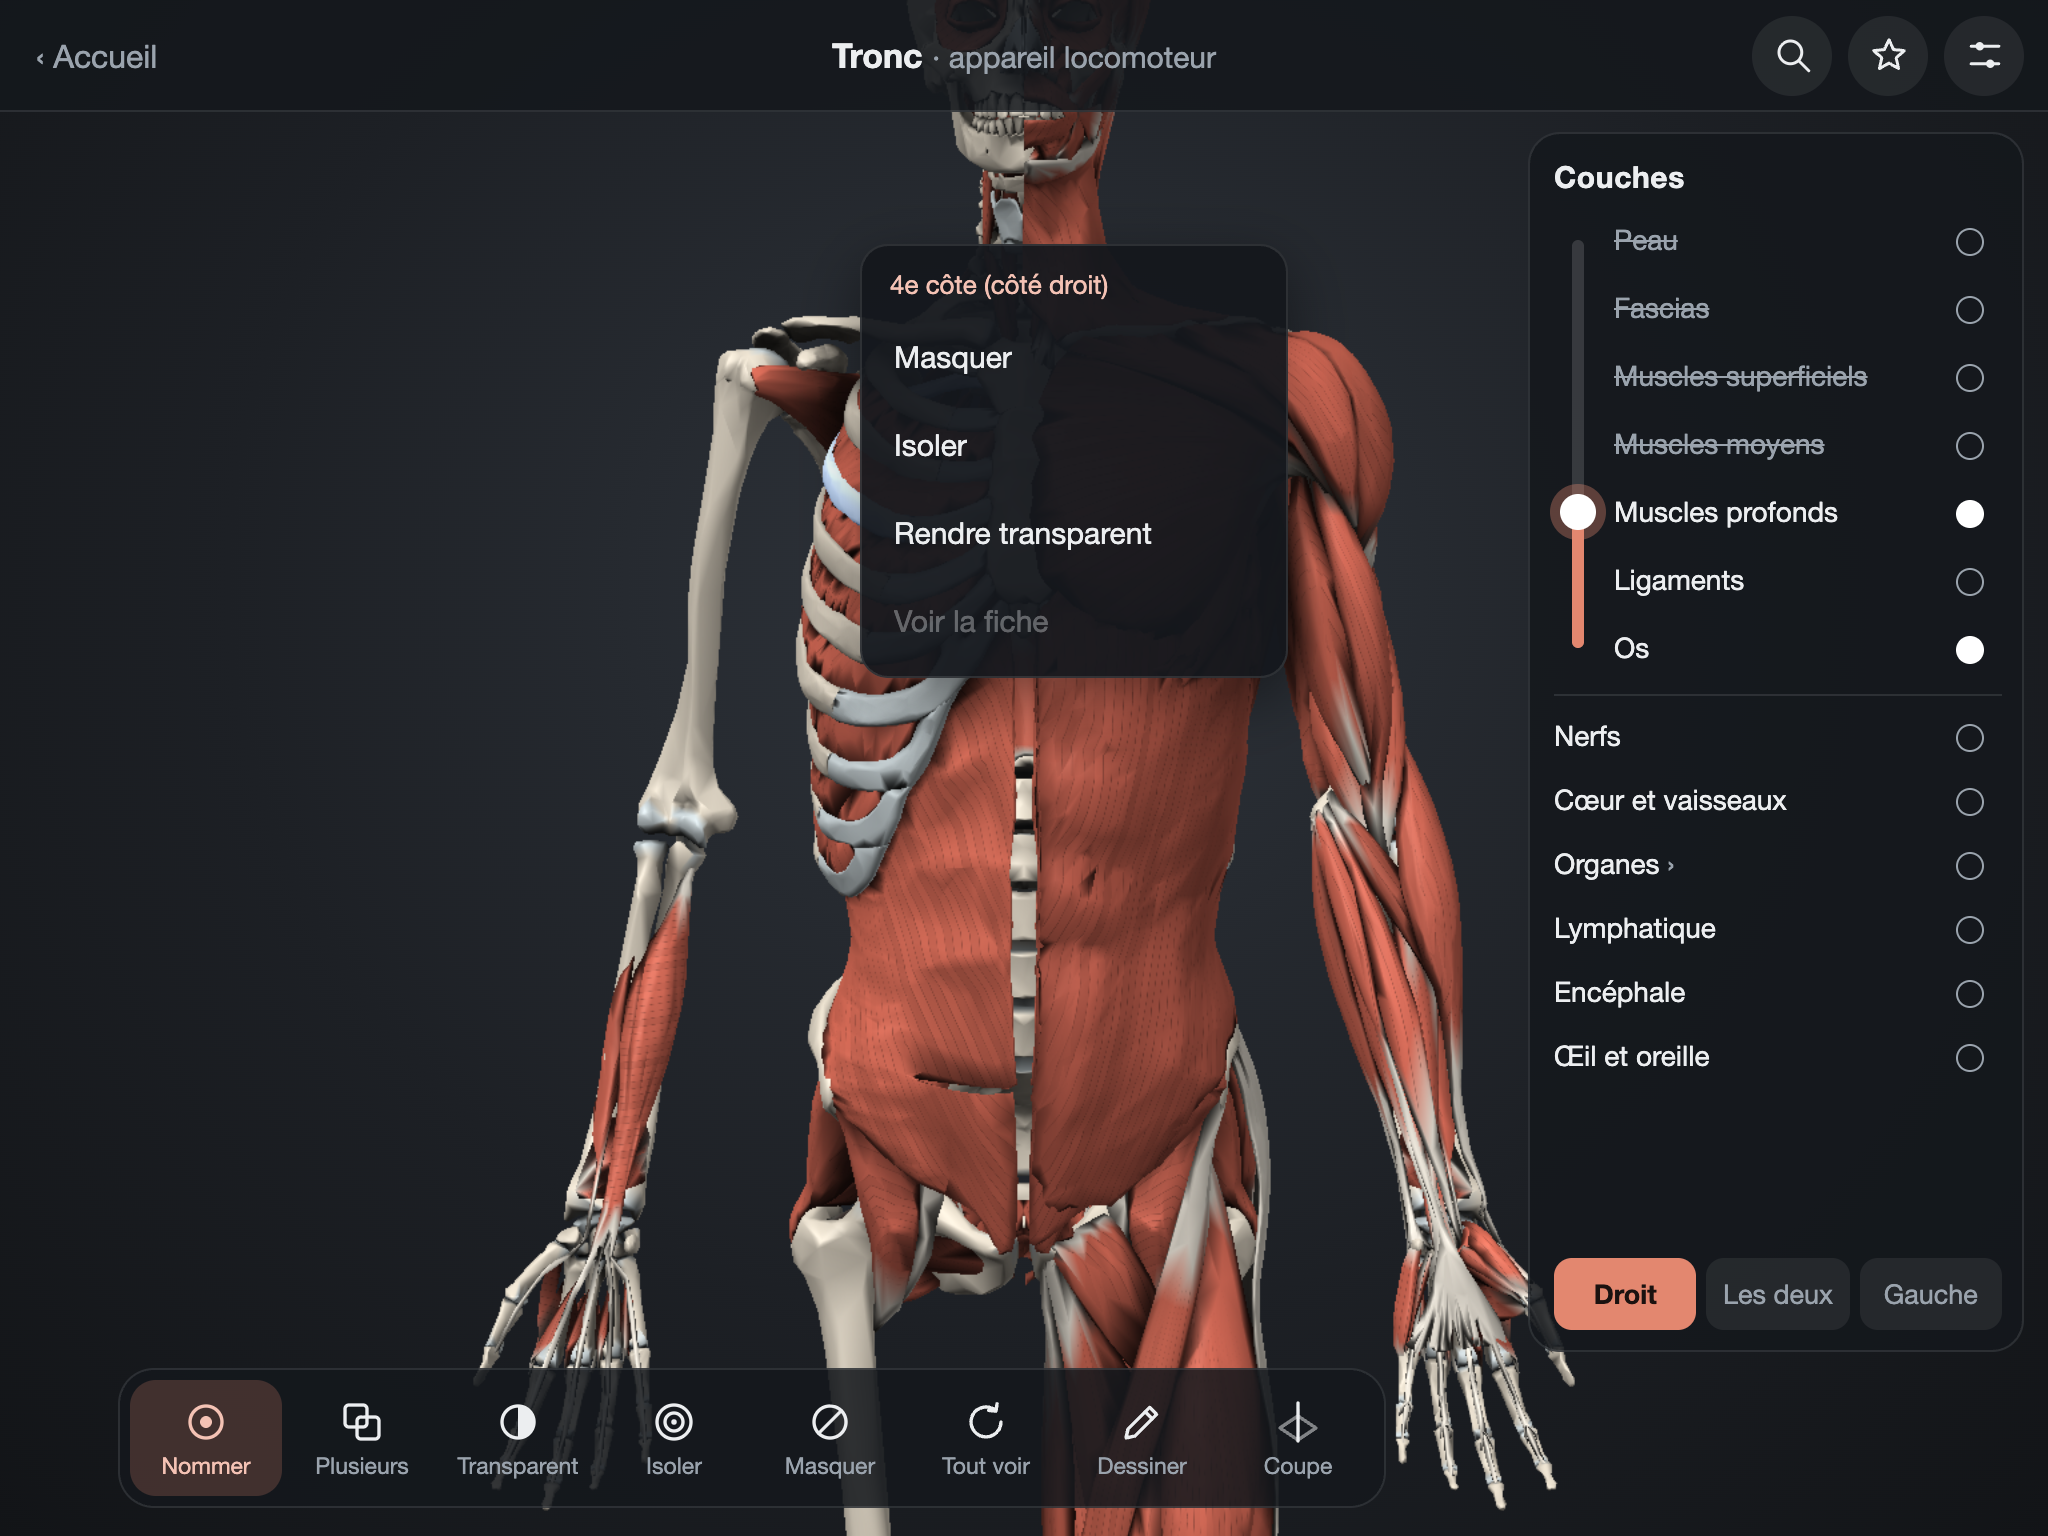 ‹ Accueil
Tronc · appareil locomoteur
Couches
Peau
Fascias
Muscles superficiels
Muscles moyens
Muscles profonds
Ligaments
Os
Nerfs
Cœur et vaisseaux
Organes ›
Lymphatique
Encéphale
Œil et oreille
Droit
Les deux
Gauche
4e côte (côté droit)
Masquer
Isoler
Rendre transparent
Voir la fiche
Nommer
Plusieurs
Transparent
Isoler
Masquer
Tout voir
Dessiner
Coupe